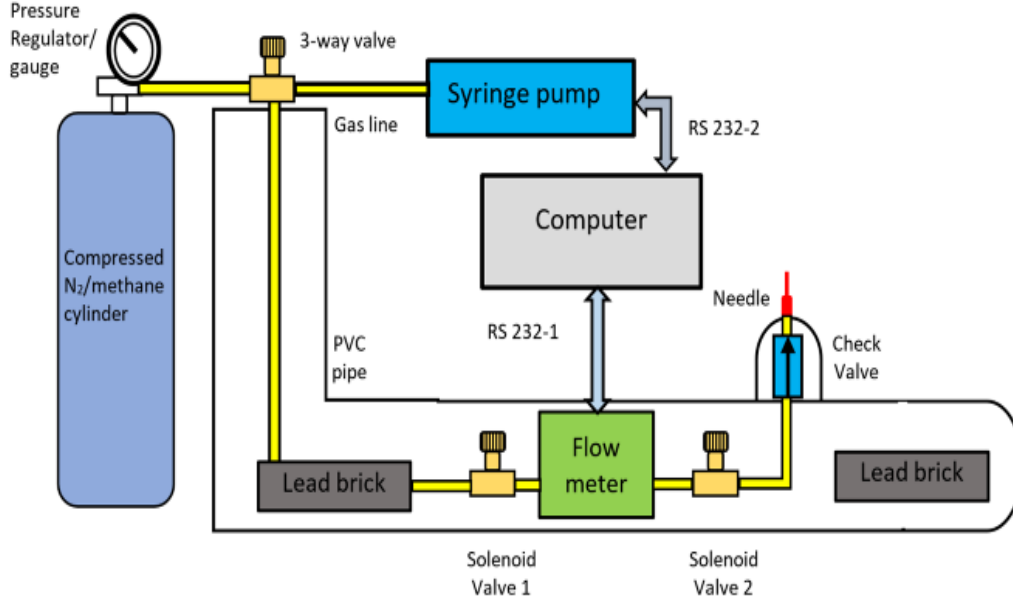 Pressure
Regulator/
gauge
3-way valve
Syringe pump
Gas line
RS 232-2
Computer
Compressed
N₂/methane
cylinder
Needle
RS 232-1
PVC
pipe
Check
Valve
Flow
meter
Lead brick
Lead brick
Solenoid
Valve 1
Solenoid
Valve 2